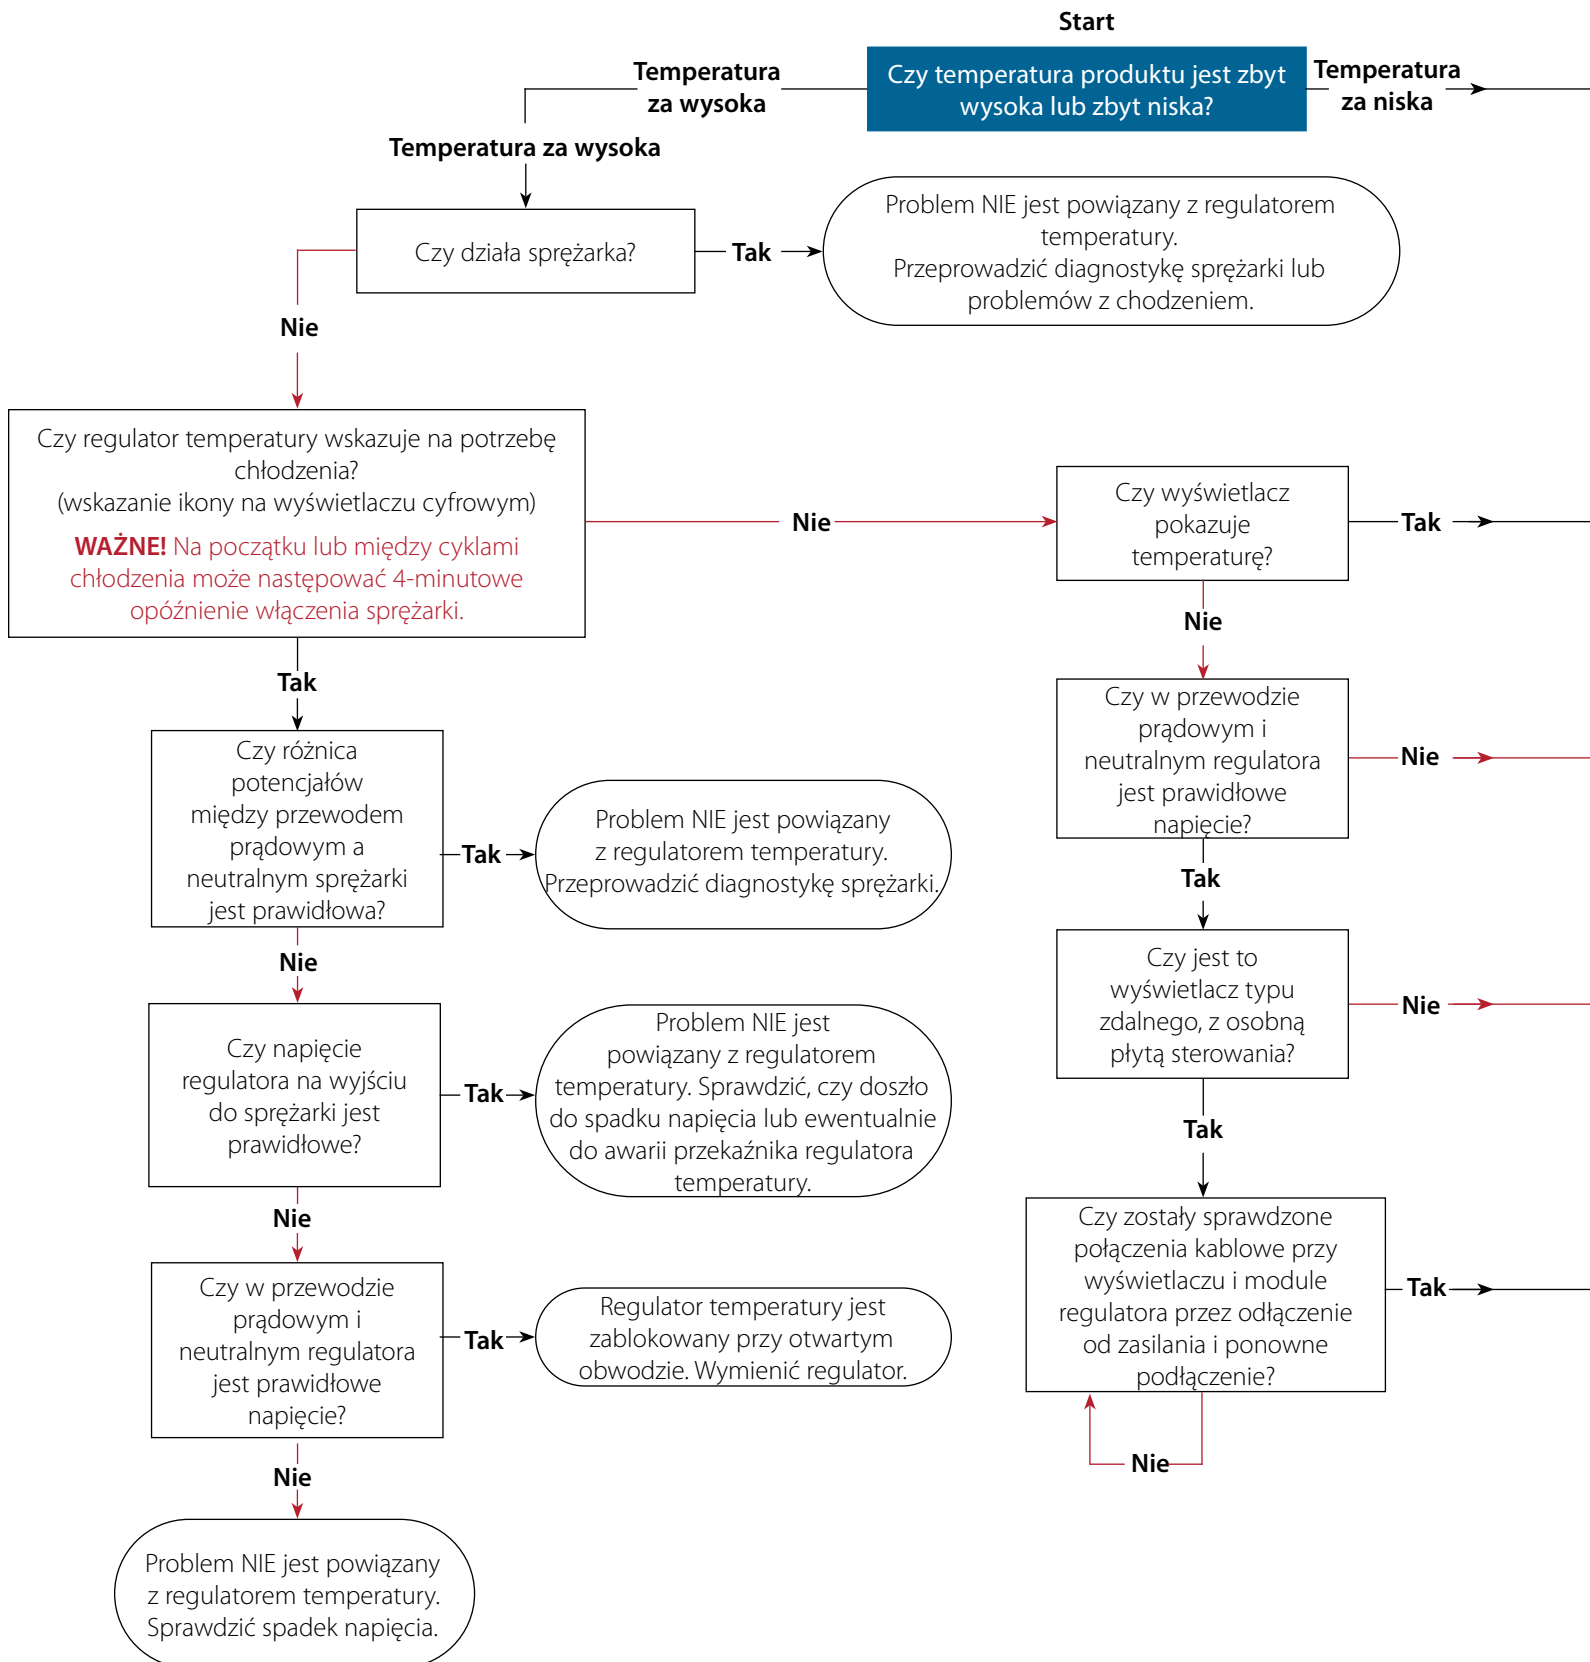 Start
Temperatura
za wysoka
Czy temperatura produktu jest zbyt
wysoka lub zbyt niska?
Temperatura
za niska
Temperatura za wysoka
Czy działa sprężarka?
Tak
Problem NIE jest powiązany z regulatorem
temperatury.
Przeprowadzić diagnostykę sprężarki lub
problemów z chodzeniem.
Nie
Czy regulator temperatury wskazuje na potrzebę
chłodzenia?
(wskazanie ikony na wyświetlaczu cyfrowym)
WAŻNE! Na początku lub między cyklami
chłodzenia może następować 4-minutowe
opóźnienie włączenia sprężarki.
Nie
Czy wyświetlacz
pokazuje
temperaturę?
Tak
Nie
Tak
Czy różnica
potencjałów
między przewodem
prądowym a
neutralnym sprężarki
jest prawidłowa?
Tak
Problem NIE jest powiązany
z regulatorem temperatury.
Przeprowadzić diagnostykę sprężarki.
Czy w przewodzie
prądowym i
neutralnym regulatora
jest prawidłowe
napięcie?
Nie
Tak
Nie
Czy napięcie
regulatora na wyjściu
do sprężarki jest
prawidłowe?
Tak
Problem NIE jest
powiązany z regulatorem
temperatury. Sprawdzić, czy doszło
do spadku napięcia lub ewentualnie
do awarii przekaźnika regulatora
temperatury.
Czy jest to
wyświetlacz typu
zdalnego, z osobną
płytą sterowania?
Nie
Tak
Nie
Czy w przewodzie
prądowym i
neutralnym regulatora
jest prawidłowe
napięcie?
Tak
Regulator temperatury jest
zablokowany przy otwartym
obwodzie. Wymienić regulator.
Czy zostały sprawdzone
połączenia kablowe przy
wyświetlaczu i module
regulatora przez odłączenie
od zasilania i ponowne
podłączenie?
Tak
Nie
Nie
Problem NIE jest powiązany
z regulatorem temperatury.
Sprawdzić spadek napięcia.